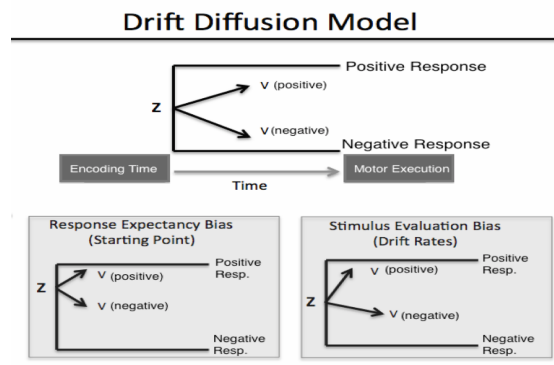 Drift Diffusion Model
Positive Response
V (positive)
Z
V (negative)
Negative Response
Encoding Time
Motor Execution
Time
Response Expectancy Bias
(Starting Point)
Positive
Resp.
V (positive)
Z
V (negative)
Negative
Resp.
Stimulus Evaluation Bias
(Drift Rates)
Positive
Resp.
V (positive)
Z
V (negative)
Negative
Resp.